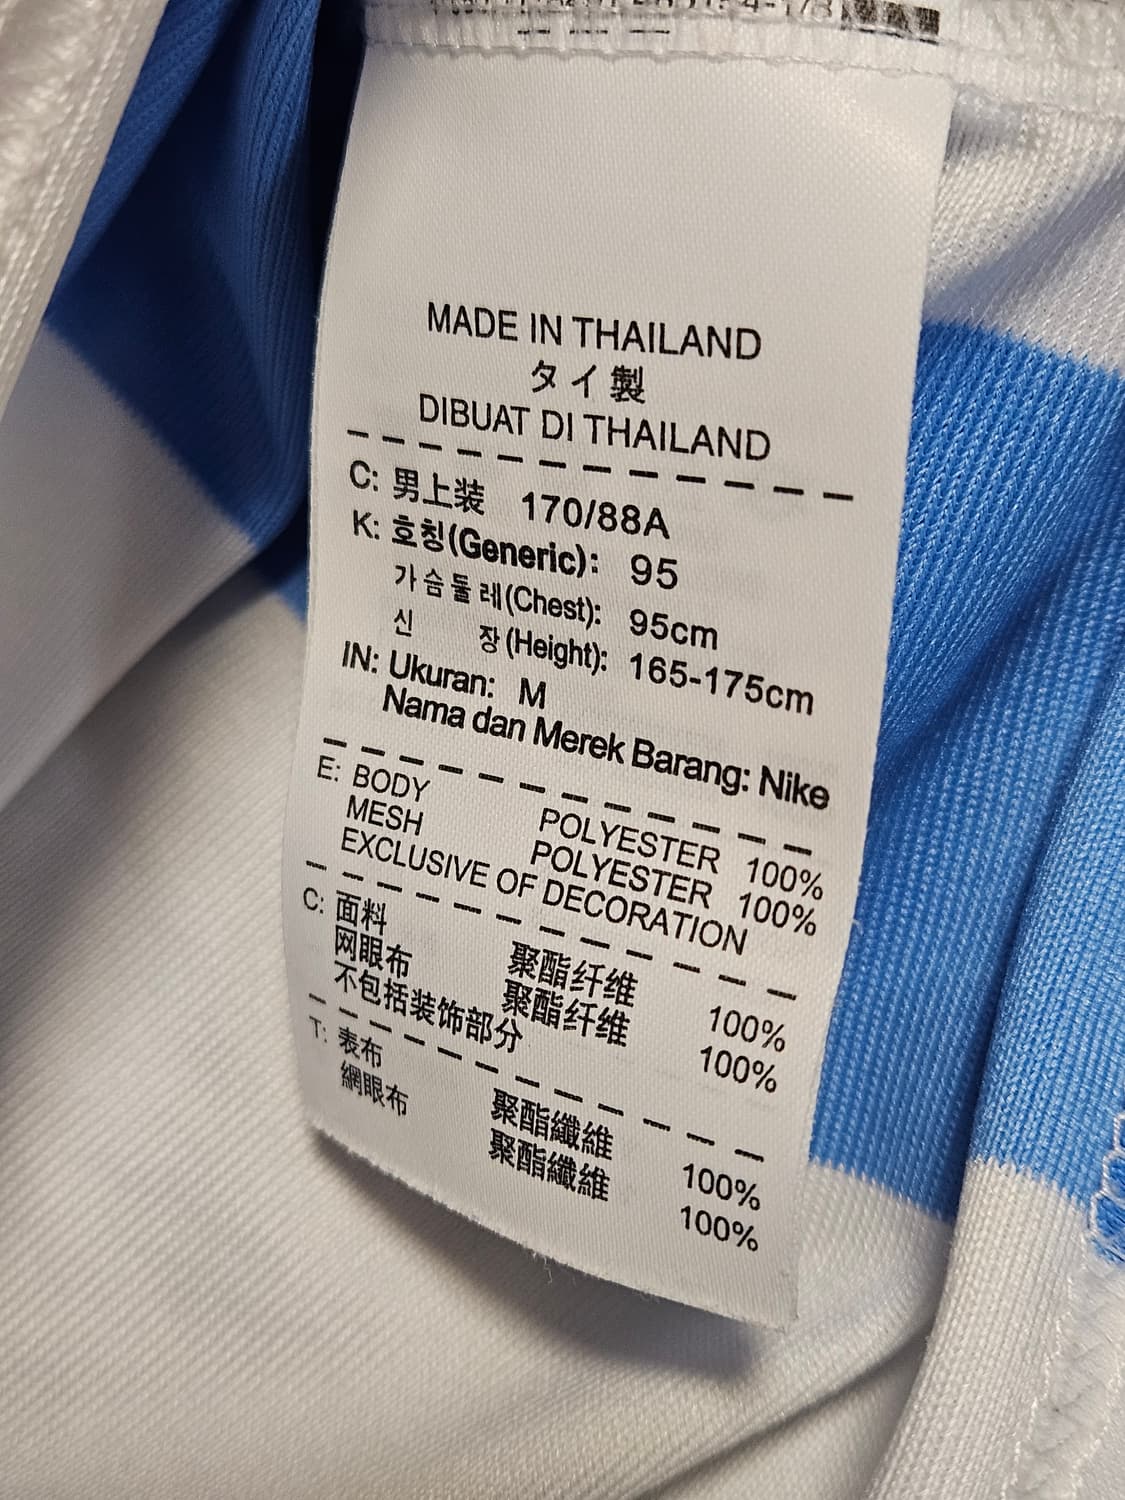 MADE IN THAILAND
タイ製
DIBUAT DI THAILAND
C: 男上装 170/88A
K: 호칭(Generic): 95
가슴둘레(Chest): 95cm
신 장(Height): 165-175cm
IN: Ukuran: M
Nama dan Merek Barang: Nike
E: BODY POLYESTER 100%
MESH POLYESTER 100%
EXCLUSIVE OF DECORATION
C: 面料 聚酯纤维 100%
网眼布 聚酯纤维 100%
不包括装饰部分
T: 表布 聚酯纖維 100%
網眼布 聚酯纖維 100%